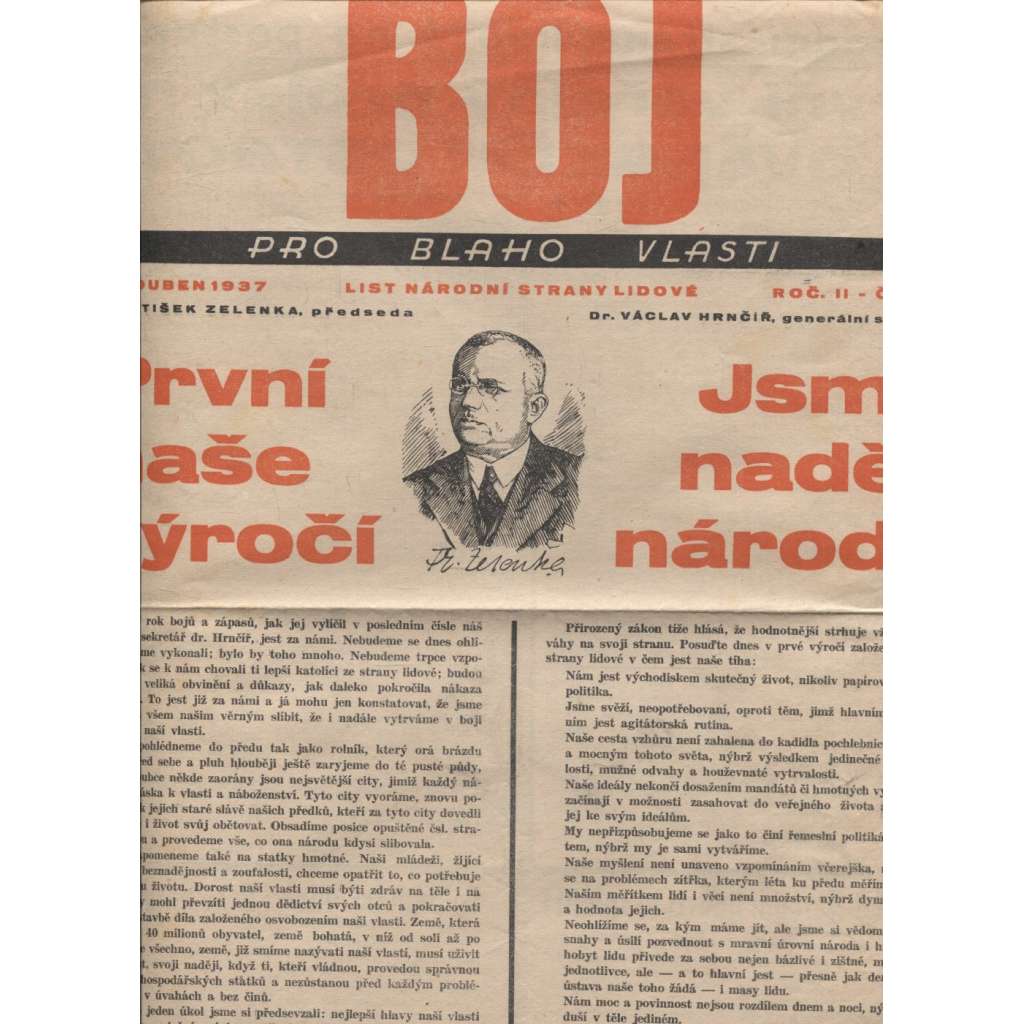 BOJ
PRO BLAHO VLASTI
DUBEN 1937 LIST NÁRODNÍ STRANY LIDOVÉ ROČ. II - Č
TIŠEK ZELENKA, předseda
Dr. VÁCLAV HRNČÍŘ, generální s
První
naše
výročí
Fr. Zelenka
Jsm
nadě
národ
rok bojů a zápasů, jak jej vylíčil v posledním čísle náš
sekretář dr. Hrnčíř, jest za námi. Nebudeme se dnes ohlí-
me vykonali; bylo by toho mnoho. Nebudeme trpce vzpo-
k se k nám chovali ti lepší katolíci ze strany lidové; budou
veliká obvinění a důkazy, jak daleko pokročila nákaza
. To jest již za námi a já mohu jen konstatovat, že jsme
všem našim věrným slíbit, že i nadále vytrváme v boji
naší vlasti.
ohlédneme do předu tak jako rolník, který orá brázdu
ed sebe a pluh hlouběji ještě zaryjeme do té pusté půdy,
ubce někde zaorány jsou nejsvětější city, jimiž každý ná-
áska k vlasti a náboženství. Tyto city vyoráme, znovu po-
k jejich staré slávě našich předků, kteří za tyto city dovedli
i život svůj obětovat. Obsadíme posice opuštěné čsl. stra-
u a provedeme vše, co ona národu kdysi slibovala.
pomeneme také na statky hmotné. Naší mládeži, žijící
beznadějnosti a zoufalosti, chceme opatřit to, co potřebuje
u životu. Dorost naší vlasti musí býti zdráv na těle i na
y mohl převzíti jednou dědictví svých otců a pokračovati
tavbě díla založeného osvobozením naší vlasti. Země, která
40 milionů obyvatel, země bohatá, v níž od soli až po
e všechno, země, již smíme nazývati naší vlastí, musí uživit
t, svoji naději, když ti, kteří vládnou, provedou správnou
hospodářských statků a nezůstanou před každým problé-
v úvahách a bez činů.
jeden úkol jsme si předsevzali: nejlepší hlavy naší vlasti
Přirozený zákon tíže hlásá, že hodnotnější strhuje vž
váhy na svoji stranu. Posuďte dnes v prvé výročí založe
strany lidové v čem jest naše tíha:
Nám jest východiskem skutečný život, nikoliv papírov
politika.
Jsme svěží, neopotřebovaní, oproti těm, jimž hlavním
ním jest agitátorská rutina.
Naše cesta vzhůru není zahalena do kadidla pochlebnic
a mocným tohoto světa, nýbrž výsledkem jedinečné
losti, mužné odvahy a houževnaté vytrvalosti.
Naše ideály nekončí dosažením mandátů či hmotných vý
začínají v možnosti zasahovat do veřejného života a
jej ke svým ideálům.
My nepřizpůsobujeme se jako to činí řemeslní politiká
tem, nýbrž my je sami vytváříme.
Naše myšlení není unaveno vzpomínáním včerejška,
se na problémech zítřka, kterým léta ku předu měřím
Naším měřítkem lidí i věcí není množství, nýbrž dyn
a hodnota jejich.
Neohlížíme se, za kým máme jít, ale jsme si vědom
snahy a úsilí pozvednout s mravní úrovní národa i h
hobyt lidu přivede za sebou nejen bázlivé i zištné, m
jednotlivce, ale — a to hlavní jest — přesně jak de
ústava naše toho žádá — i masy lidu.
Nám moc a povinnost nejsou rozdílem dnem a nocí, ný
duší v těle jediném.